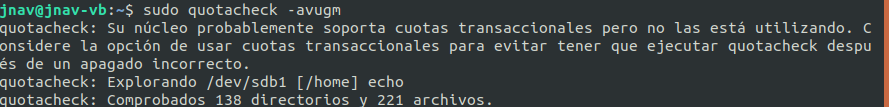 jnav@jnav-vb:~$ sudo quotacheck -avugm
quotacheck: Su núcleo probablemente soporta cuotas transaccionales pero no las está utilizando. C
onsidere la opción de usar cuotas transaccionales para evitar tener que ejecutar quotacheck despu
és de un apagado incorrecto.
quotacheck: Explorando /dev/sdb1 [/home] echo
quotacheck: Comprobados 138 directorios y 221 archivos.